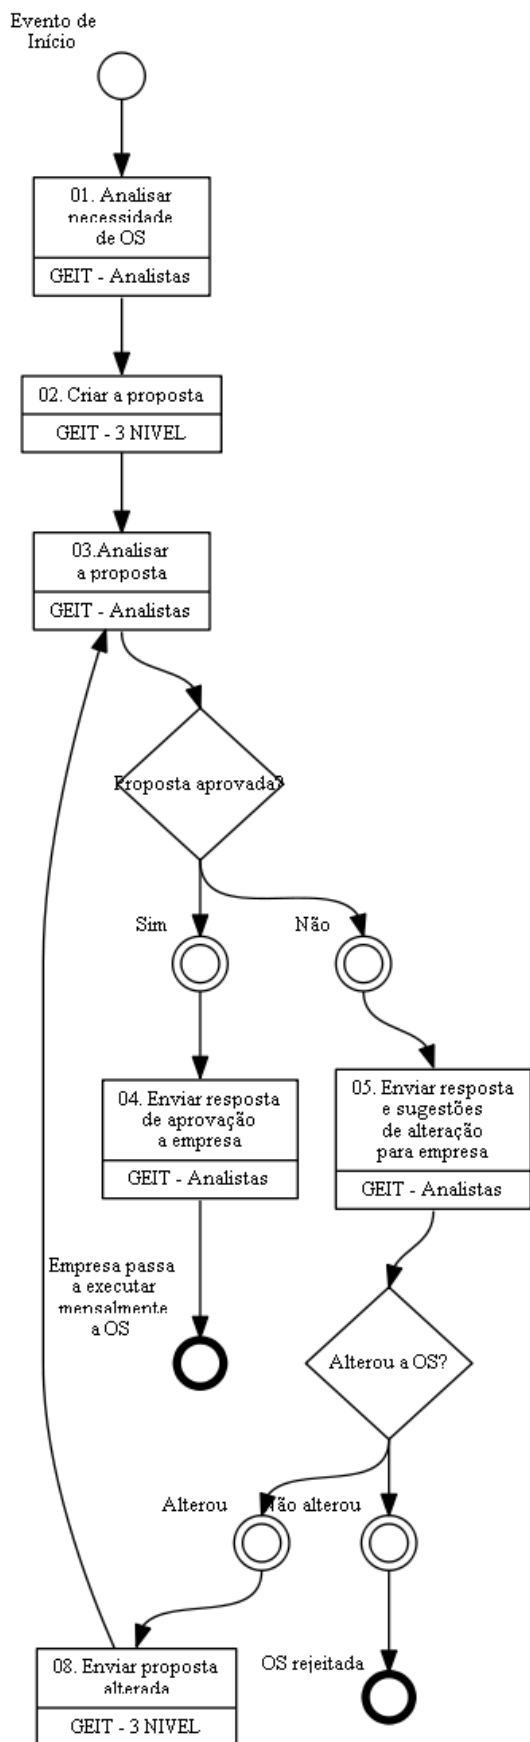 Evento de
Início
01. Analisar
necessidade
de OS
GEIT - Analistas
02. Criar a proposta
GEIT - 3 NIVEL
03.Analisar
a proposta
GEIT - Analistas
Proposta aprovada?
Sim
Não
04. Enviar resposta
de aprovação
a empresa
GEIT - Analistas
05. Enviar resposta
e sugestões
de alteração
para empresa
GEIT - Analistas
Empresa passa
a executar
mensalmente
a OS
Alterou a OS?
Alterou
Não alterou
08. Enviar proposta
alterada
GEIT - 3 NIVEL
OS rejeitada